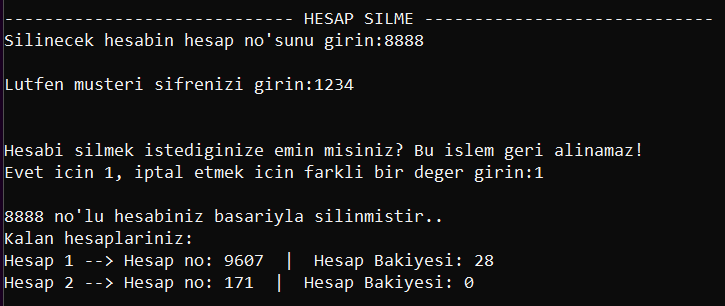 ----------------------------- HESAP SILME -----------------------------
Silinecek hesabin hesap no'sunu girin:8888
Lutfen musteri sifrenizi girin:1234
Hesabi silmek istediginize emin misiniz? Bu islem geri alinamaz!
Evet icin 1, iptal etmek icin farkli bir deger girin:1
8888 no'lu hesabiniz basariyla silinmistir..
Kalan hesaplariniz:
Hesap 1 --> Hesap no: 9607  |  Hesap Bakiyesi: 28
Hesap 2 --> Hesap no: 171  |  Hesap Bakiyesi: 0